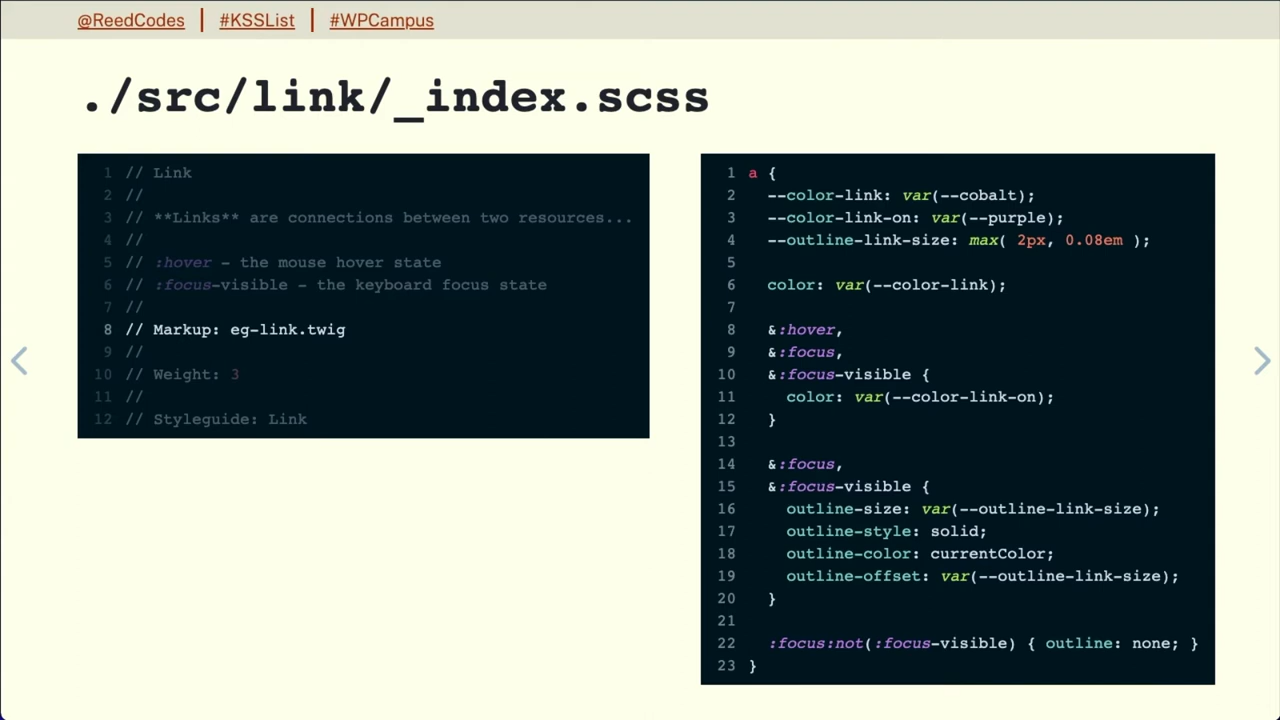 @ReedCodes | #KSSList | #WPCampus
./src/link/_index.scss
1 // Link
2 //
3 // **Links** are connections between two resources...
4 //
5 // :hover - the mouse hover state
6 // :focus-visible - the keyboard focus state
7 //
8 // Markup: eg-link.twig
9 //
10 // Weight: 3
11 //
12 // Styleguide: Link
1 a {
2   --color-link: var(--cobalt);
3   --color-link-on: var(--purple);
4   --outline-link-size: max( 2px, 0.08em );
5
6   color: var(--color-link);
7
8   &:hover,
9   &:focus,
10   &:focus-visible {
11     color: var(--color-link-on);
12   }
13
14   &:focus,
15   &:focus-visible {
16     outline-size: var(--outline-link-size);
17     outline-style: solid;
18     outline-color: currentColor;
19     outline-offset: var(--outline-link-size);
20   }
21
22   :focus:not(:focus-visible) { outline: none; }
23 }